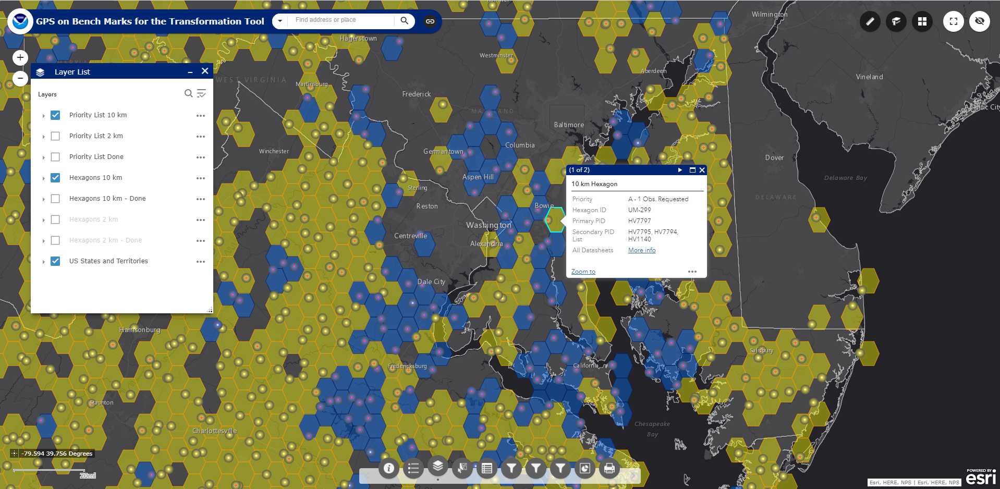 GPS on Bench Marks for the Transformation Tool
Find address or place
Wilmington
Hagerstown
MARYLAND
Westminster
Aberdeen
Vineland
WEST VIRGINIA
Martinsburg
Frederick
MARYLAND
Atlantic City
Baltimore
Columbia
Winchester
Germantown
Dover
Aspen Hill
Delaware Bay
Sterling
DELAWARE
Reston
Bowie
Washington
Centreville
Alexandria
Dale City
Harrisonburg
Salisbury
Fredericksburg
California
Staunton
Chesapeake
Bay
Charlottesville
+
−
Layer List
Layers
Priority List 10 km
Priority List 2 km
Priority List Done
Hexagons 10 km
Hexagons 10 km - Done
Hexagons 2 km
Hexagons 2 km - Done
US States and Territories
(1 of 2)
10 km Hexagon
Priority A - 1 Obs. Requested
Hexagon ID UM-299
Primary PID HV7797
Secondary PID List HV7795, HV7794, HV1140
All Datasheets More info
Zoom to
-79.594 39.756 Degrees
20mi
Esri, HERE, NPS | Esri, HERE, NPS
POWERED BY
esri